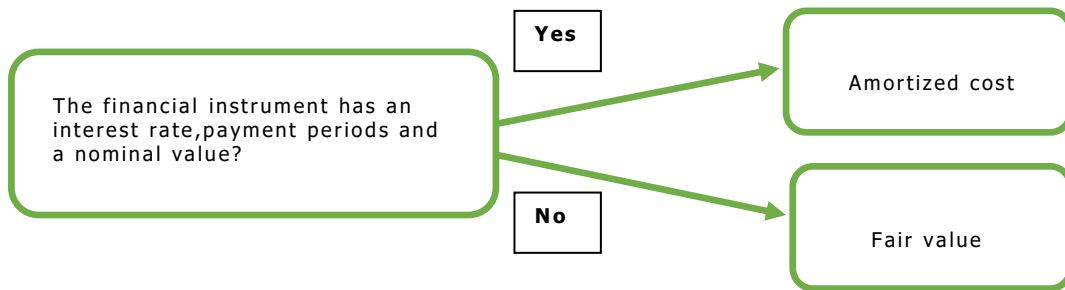 Yes
The financial instrument has an
interest rate,payment periods and
a nominal value?
Amortized cost
No
Fair value